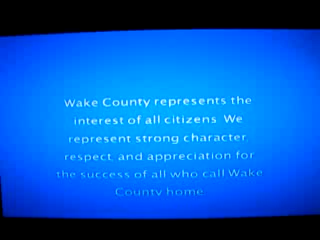 Wake County represents the
interest of all citizens. We
represent strong character,
respect, and appreciation for
the success of all who call Wake
County home.